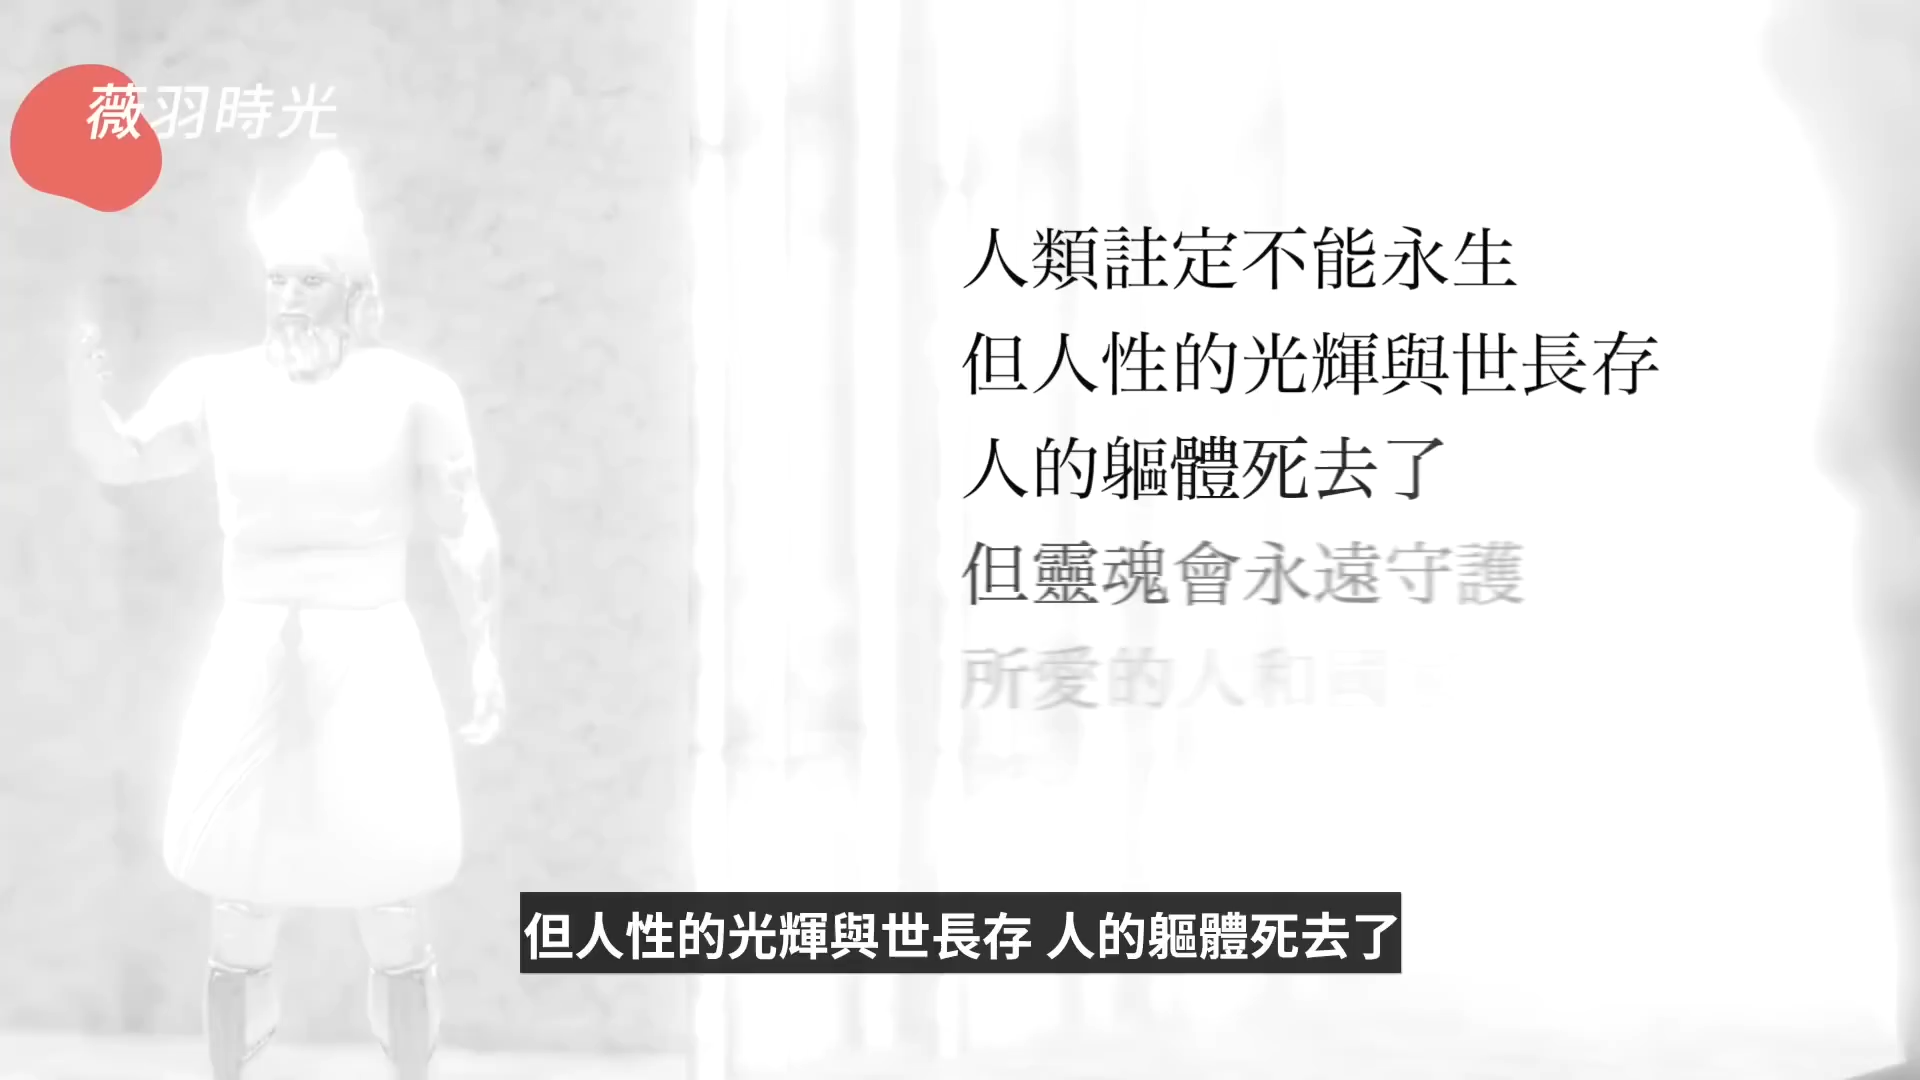 薇羽時光
人類註定不能永生
但人性的光輝與世長存
人的軀體死去了
但靈魂會永遠守護
所愛的人和國
但人性的光輝與世長存 人的軀體死去了